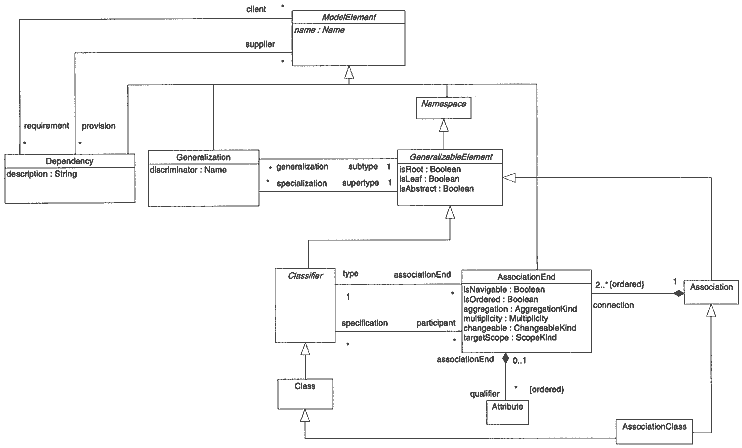 client *
ModelElement
name : Name
supplier
*
Namespace
requirement provision
* *
Dependency
description : String
Generalization
discriminator : Name
* generalization subtype 1
* specialization supertype 1
GeneralizableElement
isRoot : Boolean
isLeaf : Boolean
isAbstract : Boolean
Classifier
type associationEnd
1 *
specification participant
* *
AssociationEnd
isNavigable : Boolean
isOrdered : Boolean
aggregation : AggregationKind
multiplicity : Multiplicity
changeable : ChangeableKind
targetScope : ScopeKind
2..* {ordered} 1
connection
Association
associationEnd 0..1
* {ordered}
qualifier
Attribute
Class
AssociationClass